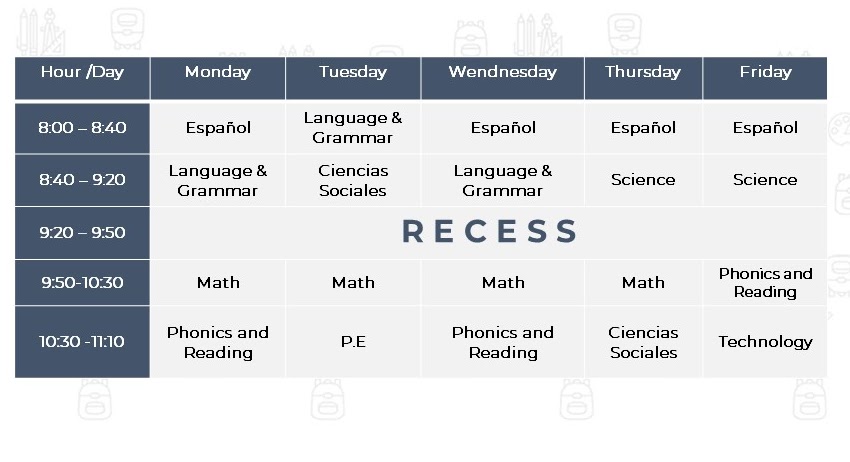 Hour /Day Monday Tuesday Wendnesday Thursday Friday
8:00 – 8:40 Español Language & Grammar Español Español Español
8:40 – 9:20 Language & Grammar Ciencias Sociales Language & Grammar Science Science
9:20 – 9:50 RECESS
9:50-10:30 Math Math Math Math Phonics and Reading
10:30 -11:10 Phonics and Reading P.E Phonics and Reading Ciencias Sociales Technology